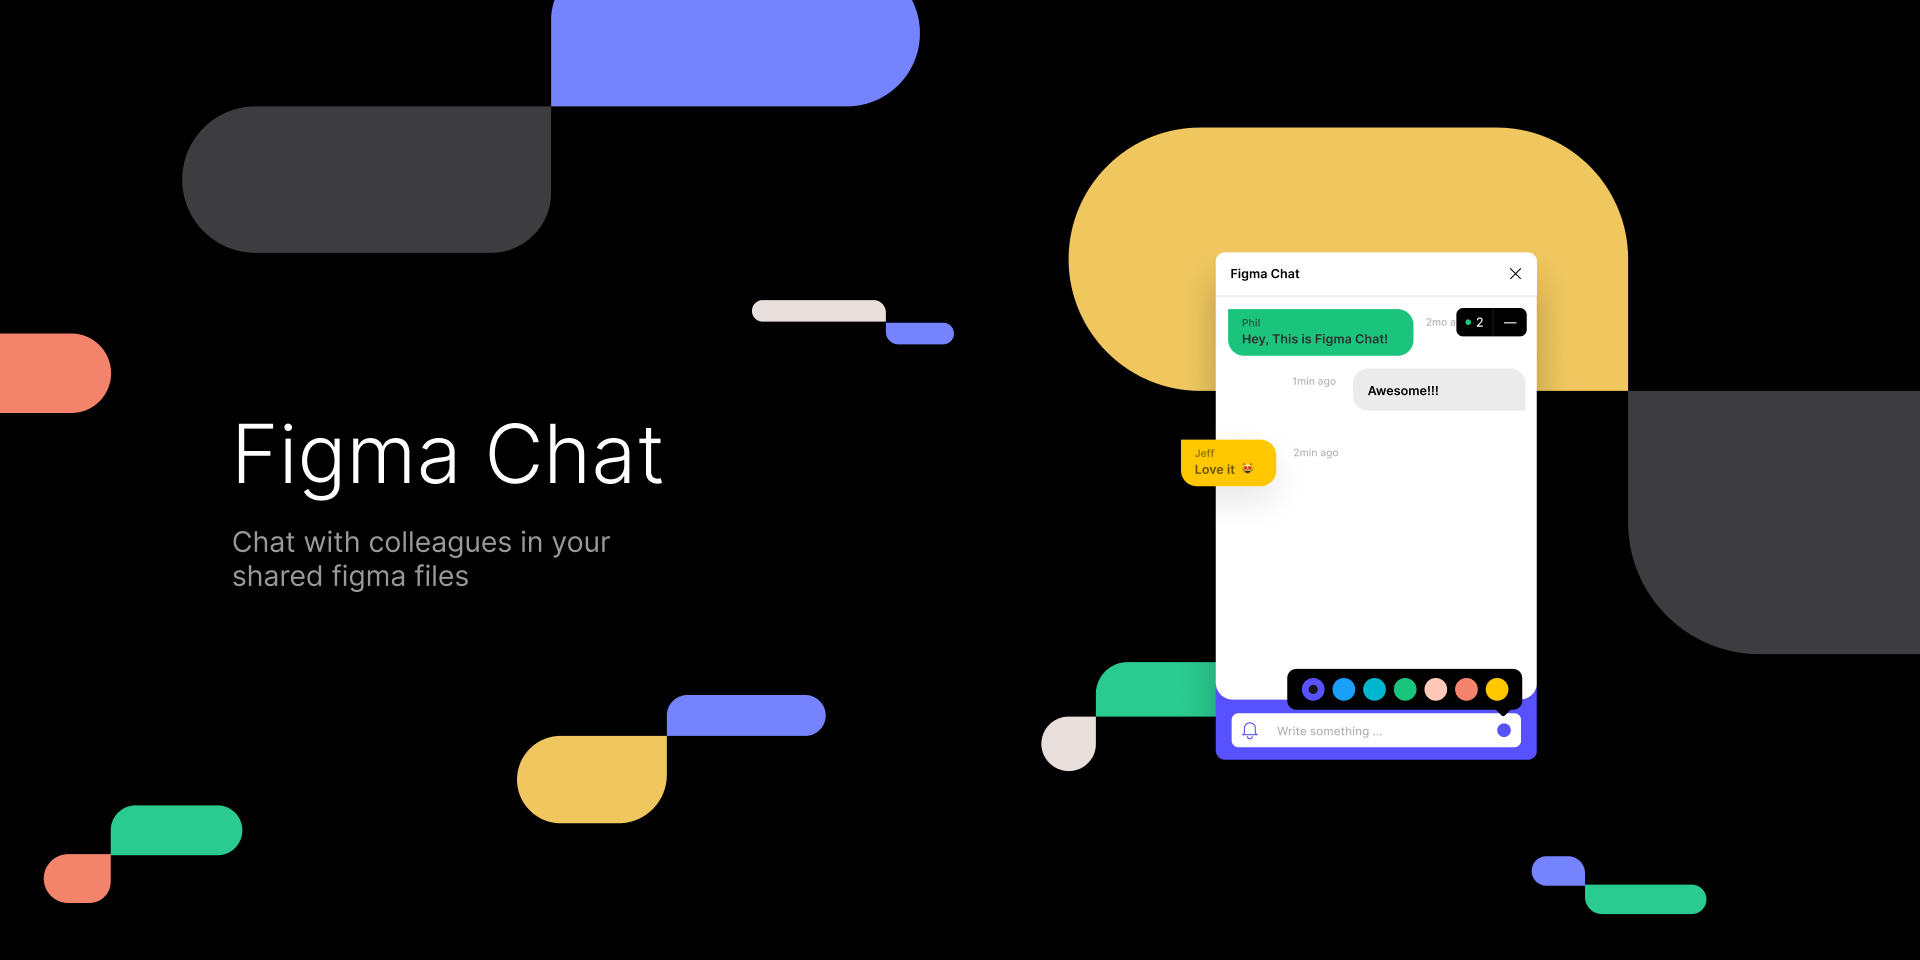 Figma Chat
Chat with colleagues in your
shared figma files
Figma Chat
Phil
Hey, This is Figma Chat!
2mo a
2
1min ago
Awesome!!!
Jeff
Love it 😻
2min ago
Write something ...